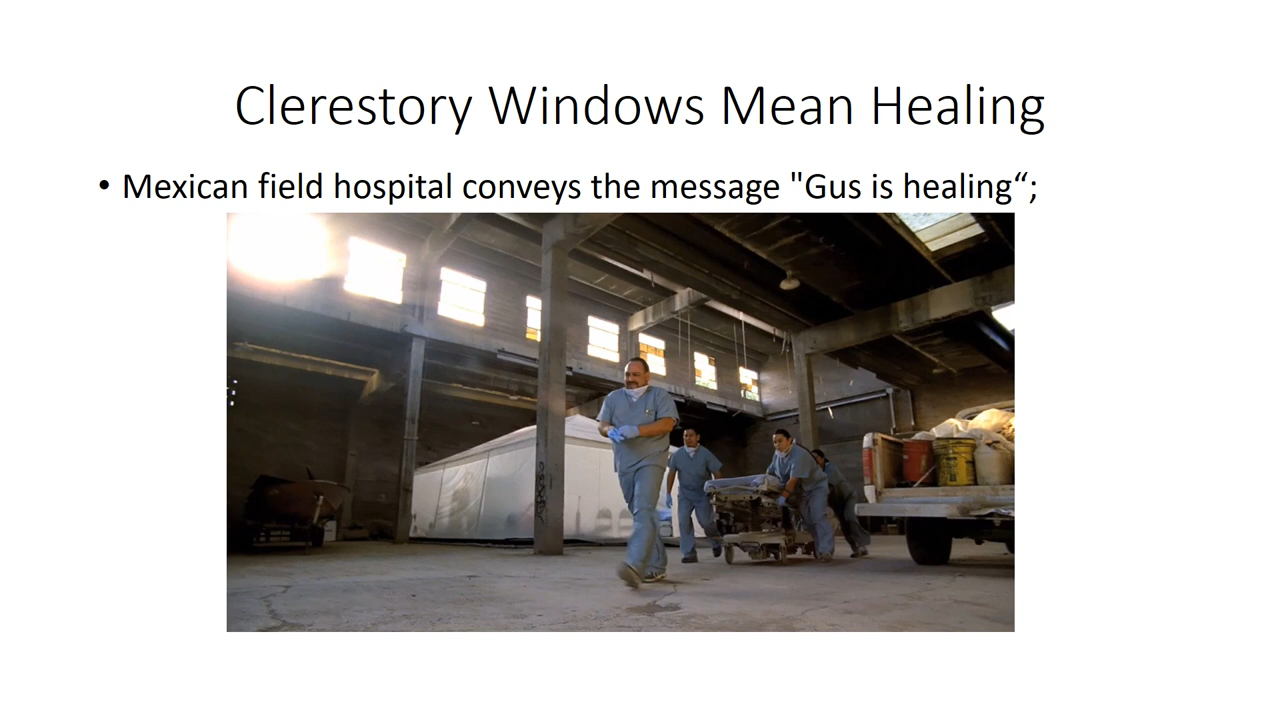 Clerestory Windows Mean Healing
• Mexican field hospital conveys the message "Gus is healing“;